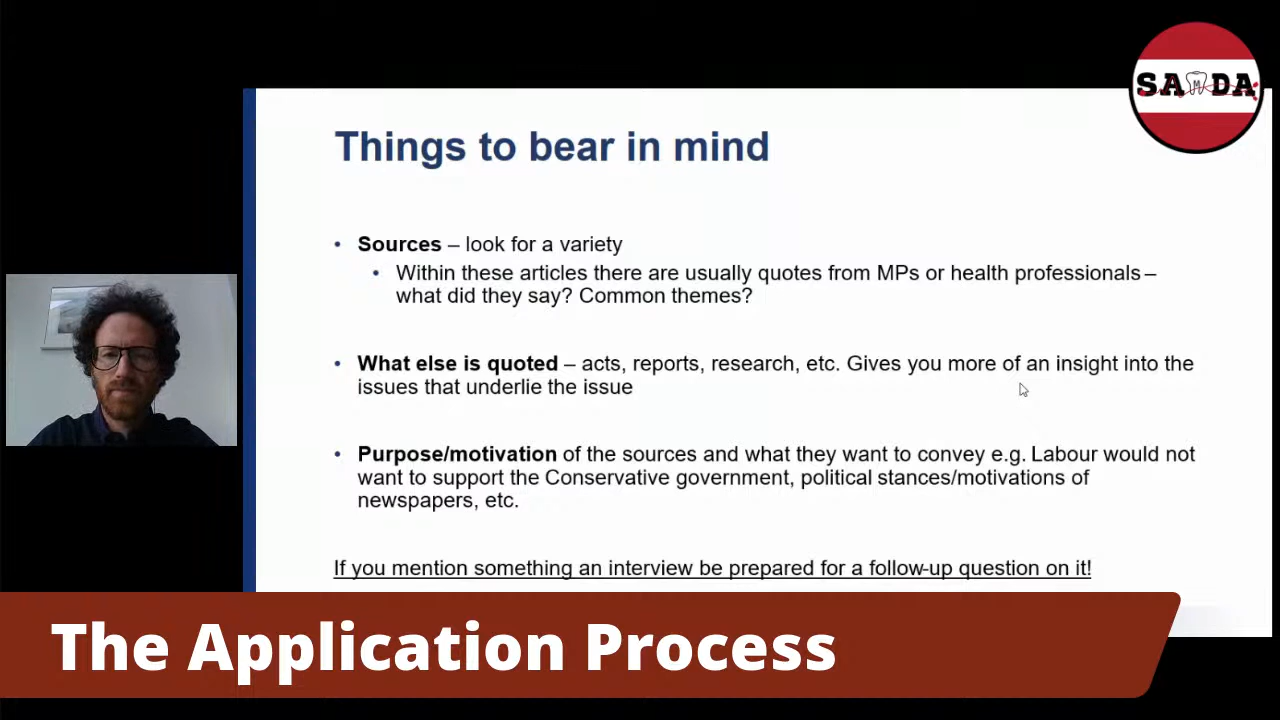 SAMDA
Things to bear in mind
• Sources – look for a variety
• Within these articles there are usually quotes from MPs or health professionals –
what did they say? Common themes?
• What else is quoted – acts, reports, research, etc. Gives you more of an insight into the
issues that underlie the issue
• Purpose/motivation of the sources and what they want to convey e.g. Labour would not
want to support the Conservative government, political stances/motivations of
newspapers, etc.
If you mention something an interview be prepared for a follow-up question on it!
The Application Process